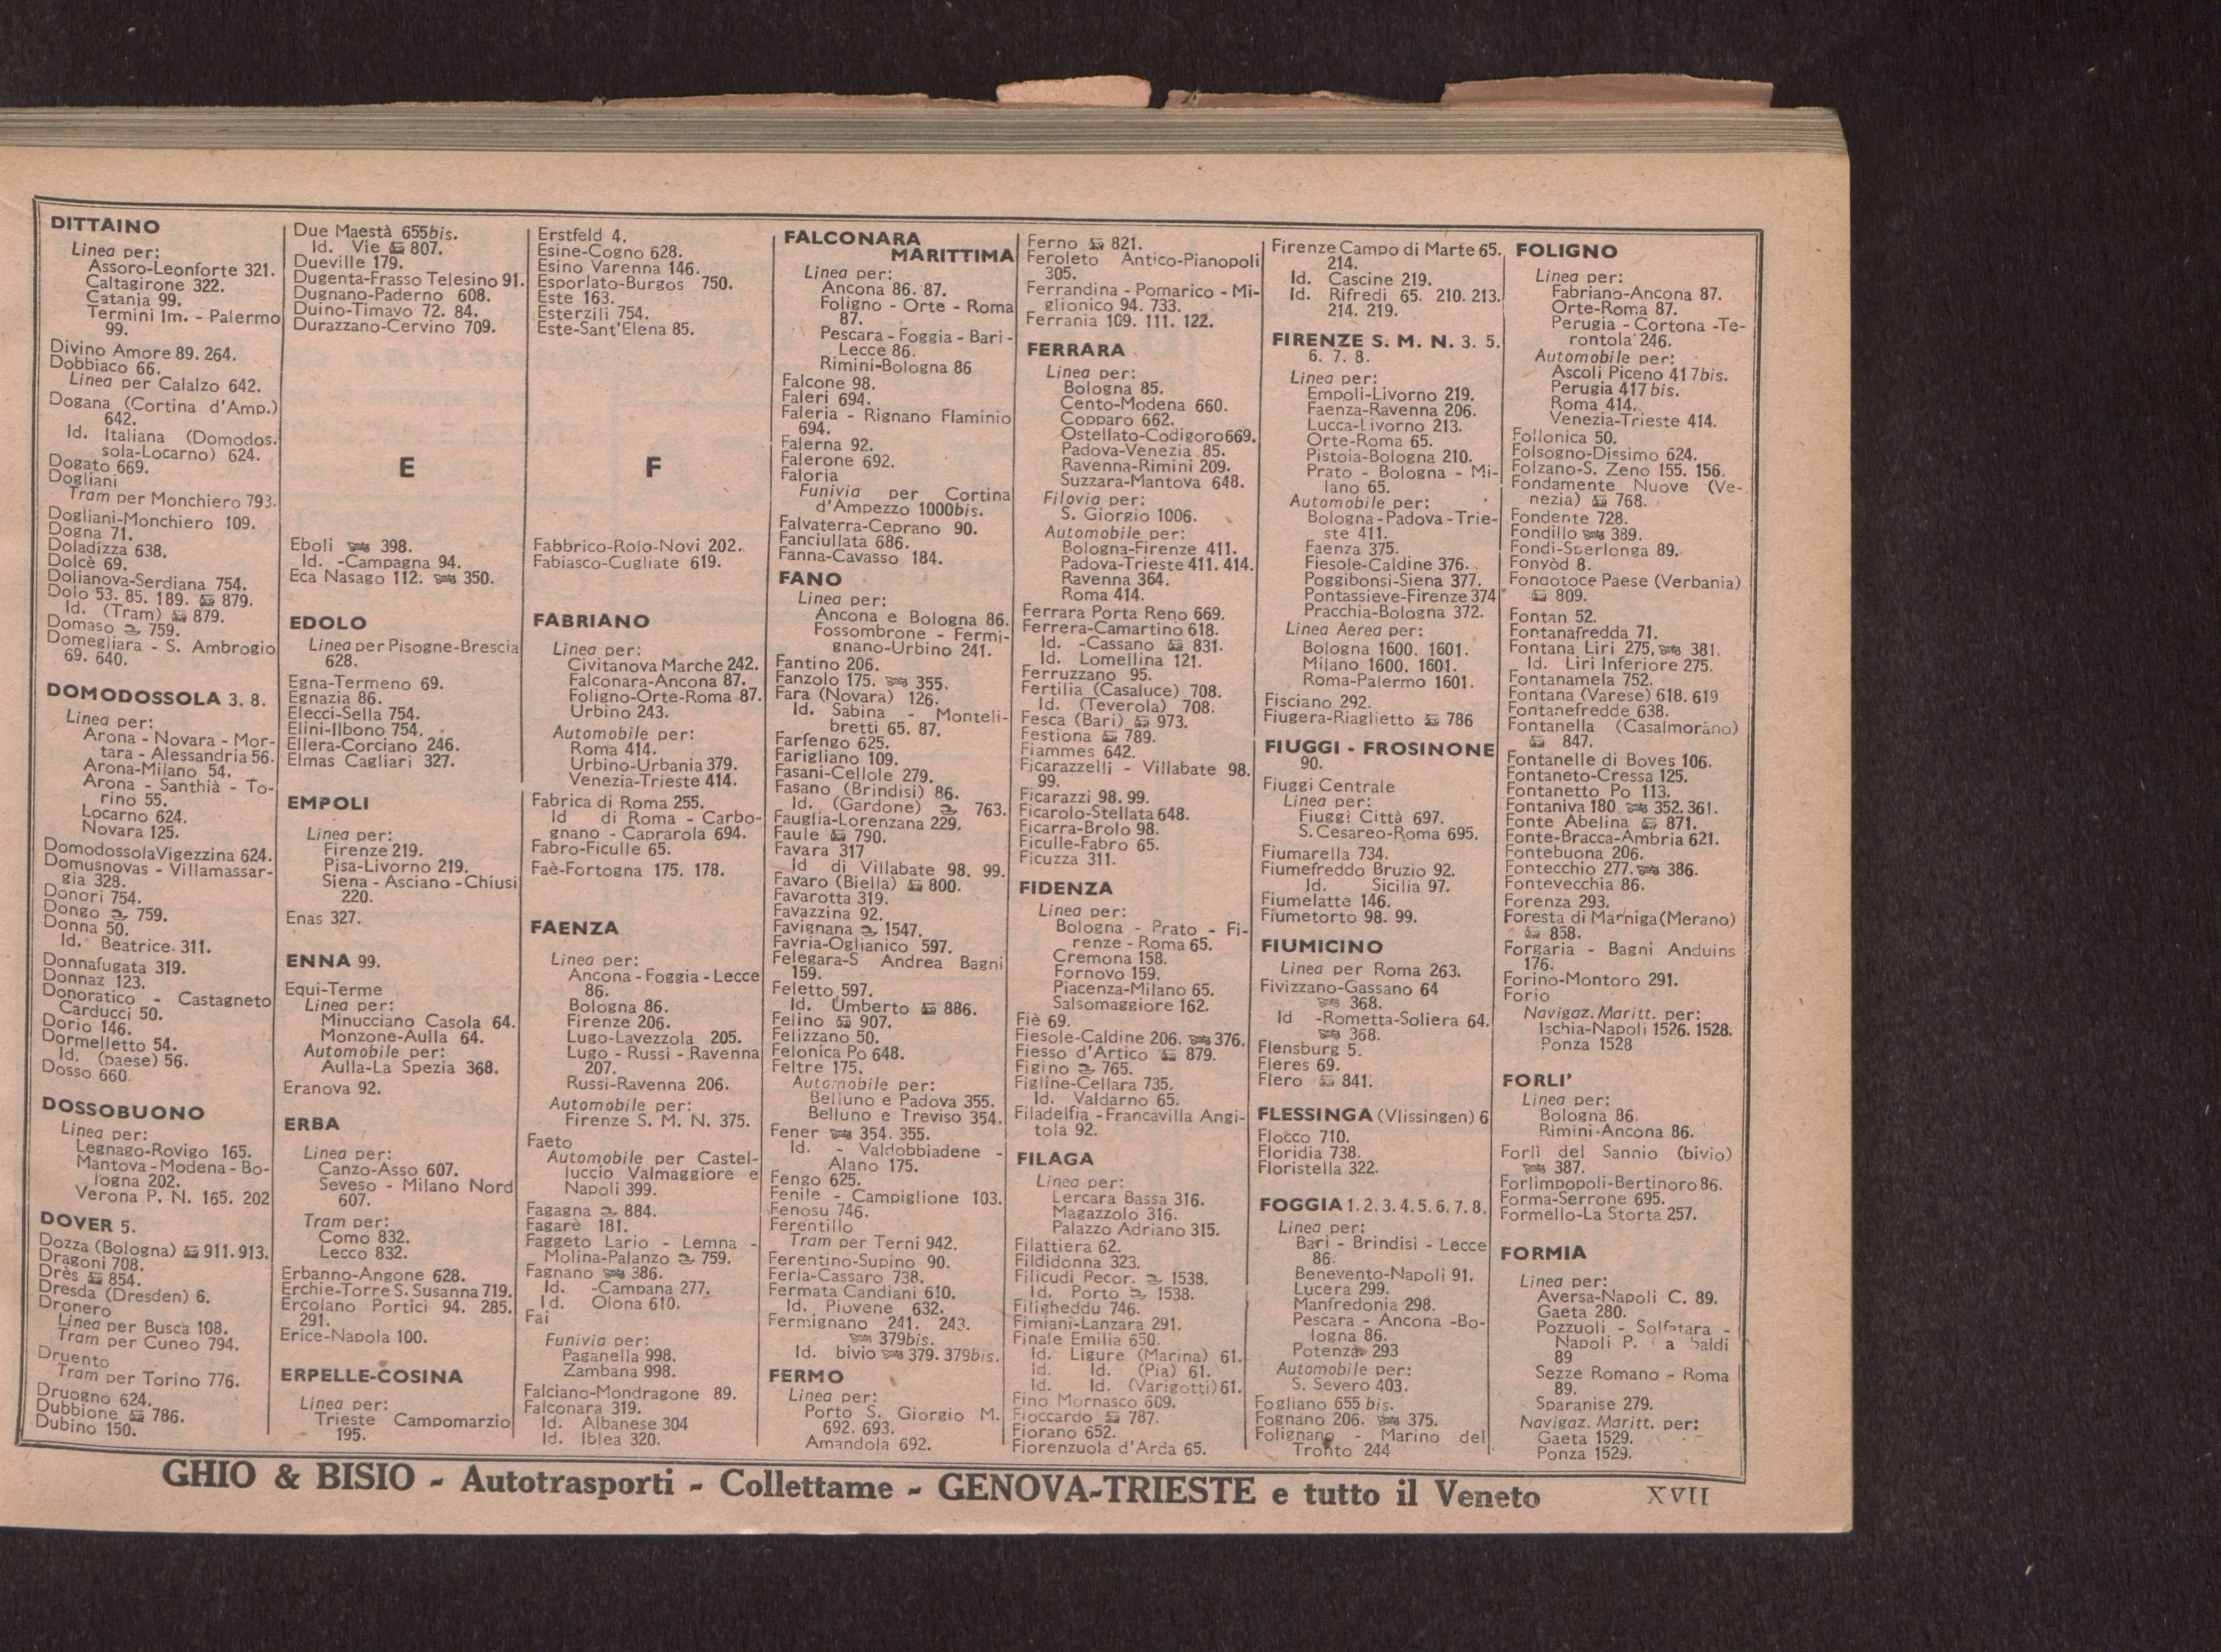 DITTAINO
Linea per:
Assoro-Leonforte 321.
Caltagirone 322.
Catania 99.
Termini Im. - Palermo
99.
Divino Amore 89. 264.
Dobbiaco 66.
Linea per Calalzo 642.
Dogana (Cortina d'Amp.)
642.
Id. Italiana (Domodos.
sola-Locarno) 624.
Dogato 669.
Dogliani
Tram per Monchiero 793.
Dogliani-Monchiero 109.
Dogna 71.
Doladizza 638.
Dolcè 69.
Dolianova-Serdiana 754.
Dolo 53. 85. 189. 879.
Id. (Tram) 879.
Domaso 759.
Domegliara - S. Ambrogio
69. 640.
DOMODOSSOLA 3. 8.
Linea per:
Arona - Novara - Mor-
tara - Alessandria 56.
Arona-Milano 54.
Arona - Santhià - To-
rino 55.
Locarno 624.
Novara 125.
DomodossolaVigezzina 624.
Domusnovas - Villamassar-
gia 328.
Donori 754.
Dongo 759.
Donna 50.
Id. Beatrice 311.
Donnafugata 319.
Donnaz 123.
Donoratico - Castagneto
Carducci 50.
Dorio 146.
Dormelletto 54.
Id. (paese) 56.
Dosso 660.
DOSSOBUONO
Linea per:
Legnago-Rovigo 165.
Mantova - Modena - Bo-
logna 202.
Verona P. N. 165. 202
DOVER 5.
Dozza (Bologna) 911. 913.
Dragoni 708.
Drès 854.
Dresda (Dresden) 6.
Dronero
Linea per Busca 108.
Tram per Cuneo 794.
Druento
Tram per Torino 776.
Druogno 624.
Dubbione 786.
Dubino 150.
Due Maestà 655bis.
Id. Vie 807.
Dueville 179.
Dugenta-Frasso Telesino 91.
Dugnano-Paderno 608.
Duino-Timavo 72. 84.
Durazzano-Cervino 709.
E
Eboli 398.
Id. -Campagna 94.
Eca Nasago 112. 350.
EDOLO
Linea per Pisogne-Brescia
628.
Egna-Termeno 69.
Egnazia 86.
Elecci-Sella 754.
Elini-Ilbono 754.
Ellera-Corciano 246.
Elmas Cagliari 327.
EMPOLI
Linea per:
Firenze 219.
Pisa-Livorno 219.
Siena - Asciano - Chiusi
220.
Enas 327.
ENNA 99.
Equi-Terme
Linea per:
Minucciano Casola 64.
Monzone-Aulla 64.
Automobile per:
Aulla-La Spezia 368.
Eranova 92.
ERBA
Linea per:
Canzo-Asso 607.
Seveso - Milano Nord
607.
Tram per:
Como 832.
Lecco 832.
Erbanno-Angone 628.
Erchie-Torre S. Susanna 719.
Ercolano Portici 94. 285.
291.
Erice-Napola 100.
ERPELLE-COSINA
Linea per:
Trieste Campomarzio
195.
Erstfeld 4.
Esine-Cogno 628.
Esino Varenna 146.
Esporlato-Burgos 750.
Este 163.
Esterzili 754.
Este-Sant'Elena 85.
F
Fabbrico-Rolo-Novi 202.
Fabiasco-Cugliate 619.
FABRIANO
Linea per:
Civitanova Marche 242.
Falconara-Ancona 87.
Foligno-Orte-Roma 87.
Urbino 243.
Automobile per:
Roma 414.
Urbino-Urbania 379.
Venezia-Trieste 414.
Fabrica di Roma 255.
Id di Roma - Carbo-
gnano - Caprarola 694.
Fabro-Ficulle 65.
Faè-Fortogna 175. 178.
FAENZA
Linea per:
Ancona - Foggia - Lecce
86.
Bologna 86.
Firenze 206.
Lugo-Lavezzola 205.
Lugo - Russi - Ravenna
207.
Russi-Ravenna 206.
Automobile per:
Firenze S. M. N. 375.
Faeto
Automobile per Castel-
luccio Valmaggiore e
Napoli 399.
Fagagna 884.
Fagarè 181.
Faggeto Lario - Lemna -
Molina-Palanzo 759.
Fagnano 386.
Id. -Campana 277.
Id. Olona 610.
Fai
Funivia per:
Paganella 998.
Zambana 998.
Falciano-Mondragone 89.
Falconara 319.
Id. Albanese 304
Id. Iblea 320.
FALCONARA
MARITTIMA
Linea per:
Ancona 86. 87.
Foligno - Orte - Roma
87.
Pescara - Foggia - Bari -
Lecce 86.
Rimini-Bologna 86
Falcone 98.
Faleri 694.
Faleria - Rignano Flaminio
694.
Falerna 92.
Falerone 692.
Faloria
Funivia per Cortina
d'Ampezzo 1000bis.
Falvaterra-Ceprano 90.
Fanciullata 686.
Fanna-Cavasso 184.
FANO
Linea per:
Ancona e Bologna 86.
Fossombrone - Fermi-
gnano-Urbino 241.
Fantino 206.
Fanzolo 175. 355.
Fara (Novara) 126.
Id. Sabina - Monteli-
bretti 65. 87.
Farfengo 625.
Farigliano 109.
Fasani-Cellole 279.
Fasano (Brindisi) 86.
Id. (Gardone) 763.
Fauglia-Lorenzana 229.
Faule 790.
Favara 317
Id di Villabate 98. 99.
Favaro (Biella) 800.
Favarotta 319.
Favazzina 92.
Favignana 1547.
Favria-Oglianico 597.
Felegara-S Andrea Bagni
159.
Feletto 597.
Id. Umberto 886.
Felino 907.
Felizzano 50.
Felonica Po 648.
Feltre 175.
Automobile per:
Belluno e Padova 355.
Belluno e Treviso 354.
Fener 354. 355.
Id. - Valdobbiadene -
Alano 175.
Fengo 625.
Fenile - Campiglione 103.
Fenosu 746.
Ferentillo
Tram per Terni 942.
Ferentino-Supino 90.
Ferla-Cassaro 738.
Fermata Candiani 610.
Id. Piovene 632.
Fermignano 241. 243.
379bis.
Id. bivio 379. 379bis.
FERMO
Linea per:
Porto S. Giorgio M.
692. 693.
Amandola 692.
Ferno 821.
Feroleto Antico-Pianopoli
305.
Ferrandina - Pomarico - Mi-
glionico 94. 733.
Ferrania 109. 111. 122.
FERRARA
Linea per:
Bologna 85.
Cento-Modena 660.
Copparo 662.
Ostellato-Codigoro 669.
Padova-Venezia 85.
Ravenna-Rimini 209.
Suzzara-Mantova 648.
Filovia per:
S. Giorgio 1006.
Automobile per:
Bologna-Firenze 411.
Padova-Trieste 411. 414.
Ravenna 364.
Roma 414.
Ferrara Porta Reno 669.
Ferrera-Camartino 618.
Id. -Cassano 831.
Id. Lomellina 121.
Ferruzzano 95.
Fertilia (Casaluce) 708.
Id. (Teverola) 708.
Fesca (Bari) 973.
Festiona 789.
Fiammes 642.
Ficarazzelli - Villabate 98.
99.
Ficarazzi 98. 99.
Ficarolo-Stellata 648.
Ficarra-Brolo 98.
Ficulle-Fabro 65.
Ficuzza 311.
FIDENZA
Linea per:
Bologna - Prato - Fi-
renze - Roma 65.
Cremona 158.
Fornovo 159.
Piacenza-Milano 65.
Salsomaggiore 162.
Fiè 69.
Fiesole-Caldine 206. 376.
Fiesso d'Artico 879.
Figino 765.
Figline-Cellara 735.
Id. Valdarno 65.
Filadelfia - Francavilla Angi-
tola 92.
FILAGA
Linea per:
Lercara Bassa 316.
Magazzolo 316.
Palazzo Adriano 315.
Filattiera 62.
Fildidonna 323.
Filicudi Pecor. 1538.
Id. Porto 1538.
Filigheddu 746.
Fimiani-Lanzara 291.
Finale Emilia 650.
Id. Ligure (Marina) 61.
Id. Id. (Pia) 61.
Id. Id. (Varigotti) 61.
Fino Mornasco 609.
Fioccardo 787.
Fiorano 652.
Fiorenzuola d'Arda 65.
Firenze Campo di Marte 65.
214.
Id. Cascine 219.
Id. Rifredi 65. 210. 213.
214. 219.
FIRENZE S. M. N. 3. 5.
6. 7. 8.
Linea per:
Empoli-Livorno 219.
Faenza-Ravenna 206.
Lucca-Livorno 213.
Orte-Roma 65.
Pistoia-Bologna 210.
Prato - Bologna - Mi-
lano 65.
Automobile per:
Bologna - Padova - Trie-
ste 411.
Faenza 375.
Fiesole-Caldine 376.
Poggibonsi-Siena 377.
Pontassieve-Firenze 374
Pracchia-Bologna 372.
Linea Aerea per:
Bologna 1600. 1601.
Milano 1600. 1601.
Roma-Palermo 1601.
Fisciano 292.
Fiugera-Riaglietto 786
FIUGGI - FROSINONE
90.
Fiuggi Centrale
Linea per:
Fiuggi Città 697.
S. Cesareo-Roma 695.
Fiumarella 734.
Fiumefreddo Bruzio 92.
Id. Sicilia 97.
Fiumelatte 146.
Fiumetorto 98. 99.
FIUMICINO
Linea per Roma 263.
Fivizzano-Gassano 64
368.
Id -Rometta-Soliera 64.
368.
Flensburg 5.
Fleres 69.
Flero 841.
FLESSINGA (Vlissingen) 6
Flocco 710.
Floridia 738.
Floristella 322.
FOGGIA 1. 2. 3. 4. 5. 6. 7. 8.
Linea per:
Bari - Brindisi - Lecce
86.
Benevento-Napoli 91.
Lucera 299.
Manfredonia 298.
Pescara - Ancona - Bo-
logna 86.
Potenza 293
Automobile per:
S. Severo 403.
Fogliano 655 bis.
Fognano 206. 375.
Folignano - Marino del
Tronto 244
FOLIGNO
Linea per:
Fabriano-Ancona 87.
Orte-Roma 87.
Perugia - Cortona - Te-
rontola 246.
Automobile per:
Ascoli Piceno 417bis.
Perugia 417bis.
Roma 414.
Venezia-Trieste 414.
Follonica 50.
Folsogno-Dissimo 624.
Folzano-S. Zeno 155. 156.
Fondamente Nuove (Ve-
nezia) 768.
Fondente 728.
Fondillo 389.
Fondi-Sperlonga 89.
Fonyòd 8.
Fondotoce Paese (Verbania)
809.
Fontan 52.
Fontanafredda 71.
Fontana Liri 275. 381.
Id. Liri Inferiore 275.
Fontanamela 752.
Fontana (Varese) 618. 619
Fontanefredde 638.
Fontanella (Casalmorano)
847.
Fontanelle di Boves 106.
Fontaneto-Cressa 125.
Fontanetto Po 113.
Fontaniva 180. 352. 361.
Fonte Abelina 871.
Fonte-Bracca-Ambria 621.
Fontebuona 206.
Fontecchio 277. 386.
Fontevecchia 86.
Forenza 293.
Foresta di Marniga (Merano)
858.
Forgaria - Bagni Anduins
176.
Forino-Montoro 291.
Forio
Navigaz. Maritt. per:
Ischia-Napoli 1526. 1528.
Ponza 1528
FORLI'
Linea per:
Bologna 86.
Rimini-Ancona 86.
Forlì del Sannio (bivio)
387.
Forlimpopoli-Bertinoro 86.
Forma-Serrone 695.
Formello-La Storta 257.
FORMIA
Linea per:
Aversa-Napoli C. 89.
Gaeta 280.
Pozzuoli - Solfatara -
Napoli P.
89
Sezze Romano - Roma
89.
Sparanise 279.
Navigaz. Maritt. per:
Gaeta 1529.
Ponza 1529.
GHIO & BISIO - Autotrasporti - Collettame - GENOVA-TRIESTE e tutto il Veneto
XVII